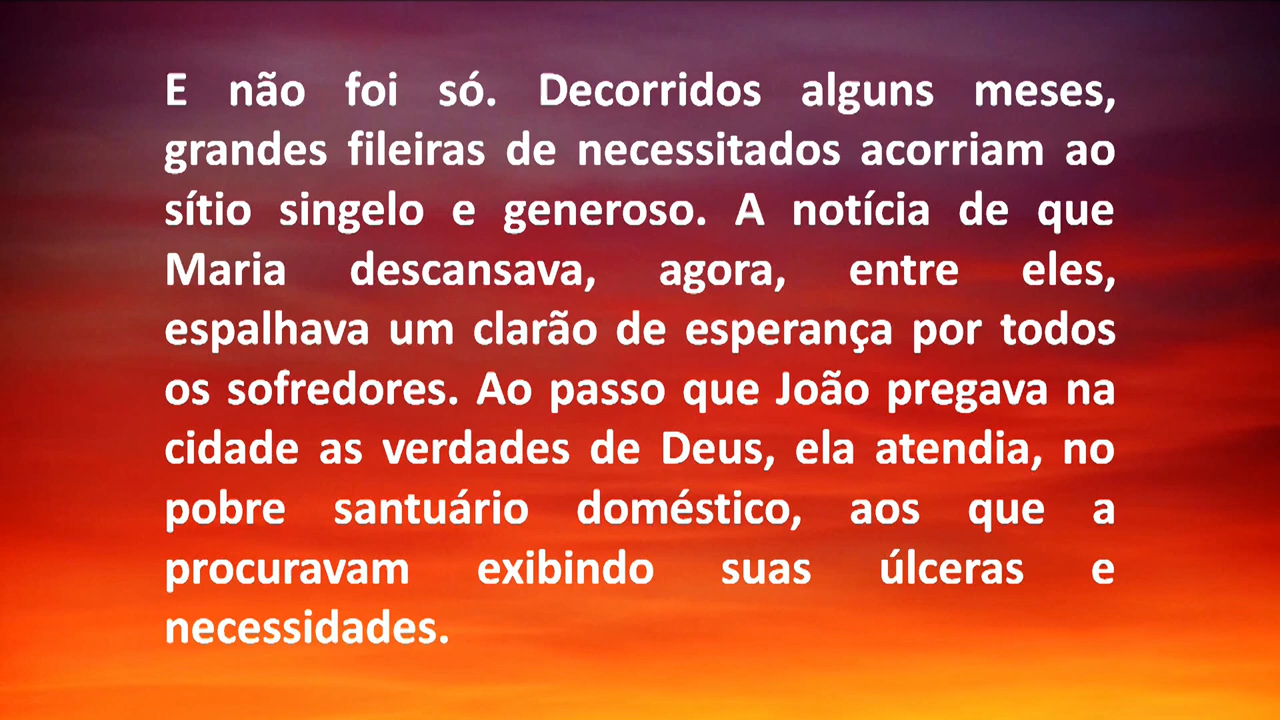 E não foi só. Decorridos alguns meses,
grandes fileiras de necessitados acorriam ao
sítio singelo e generoso. A notícia de que
Maria descansava, agora, entre eles,
espalhava um clarão de esperança por todos
os sofredores. Ao passo que João pregava na
cidade as verdades de Deus, ela atendia, no
pobre santuário doméstico, aos que a
procuravam exibindo suas úlceras e
necessidades.